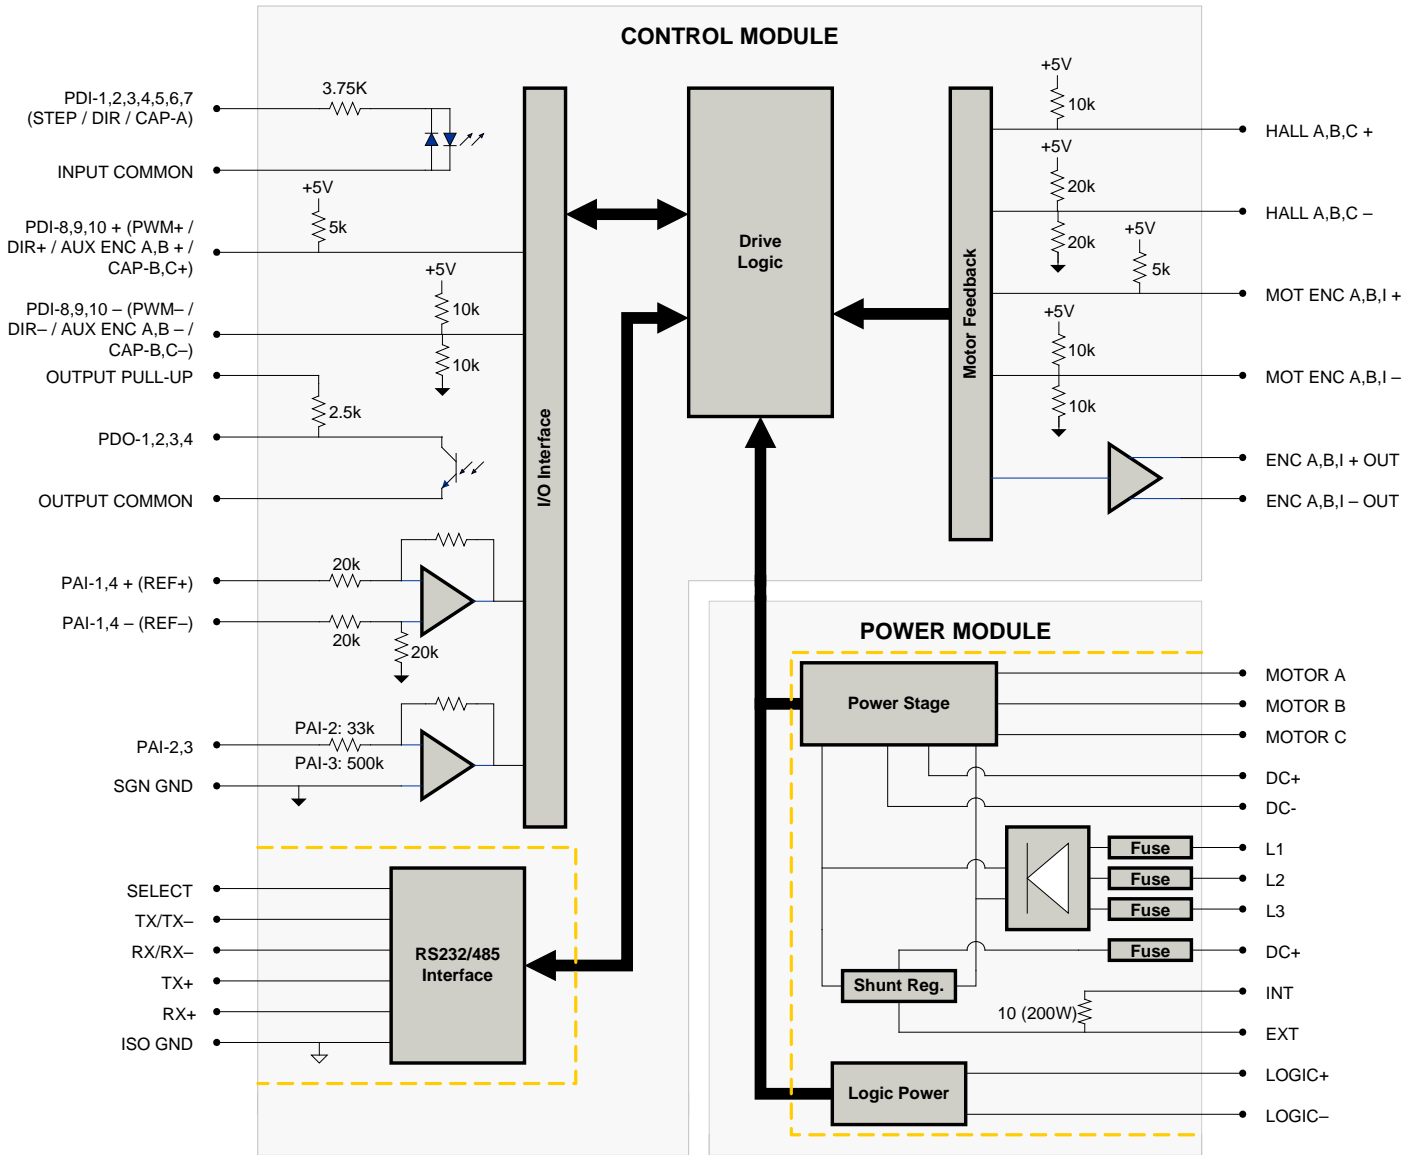 CONTROL MODULE
PDI-1,2,3,4,5,6,7
(STEP / DIR / CAP-A)
3.75K
INPUT COMMON
+5V
5k
PDI-8,9,10 + (PWM+ /
DIR+ / AUX ENC A,B + /
CAP-B,C+)
+5V
10k
10k
PDI-8,9,10 – (PWM– /
DIR– / AUX ENC A,B – /
CAP-B,C–)
OUTPUT PULL-UP
2.5k
PDO-1,2,3,4
OUTPUT COMMON
PAI-1,4 + (REF+)
20k
PAI-1,4 – (REF–)
20k
20k
PAI-2,3
PAI-2: 33k
PAI-3: 500k
SGN GND
I/O Interface
Drive
Logic
Motor Feedback
+5V
10k
HALL A,B,C +
+5V
20k
HALL A,B,C –
20k
+5V
5k
MOT ENC A,B,I +
+5V
10k
MOT ENC A,B,I –
10k
ENC A,B,I + OUT
ENC A,B,I – OUT
SELECT
TX/TX–
RX/RX–
TX+
RX+
ISO GND
RS232/485
Interface
POWER MODULE
Power Stage
MOTOR A
MOTOR B
MOTOR C
DC+
DC-
Fuse
L1
Fuse
L2
Fuse
L3
Fuse
DC+
Shunt Reg.
10 (200W)
INT
EXT
Logic Power
LOGIC+
LOGIC–